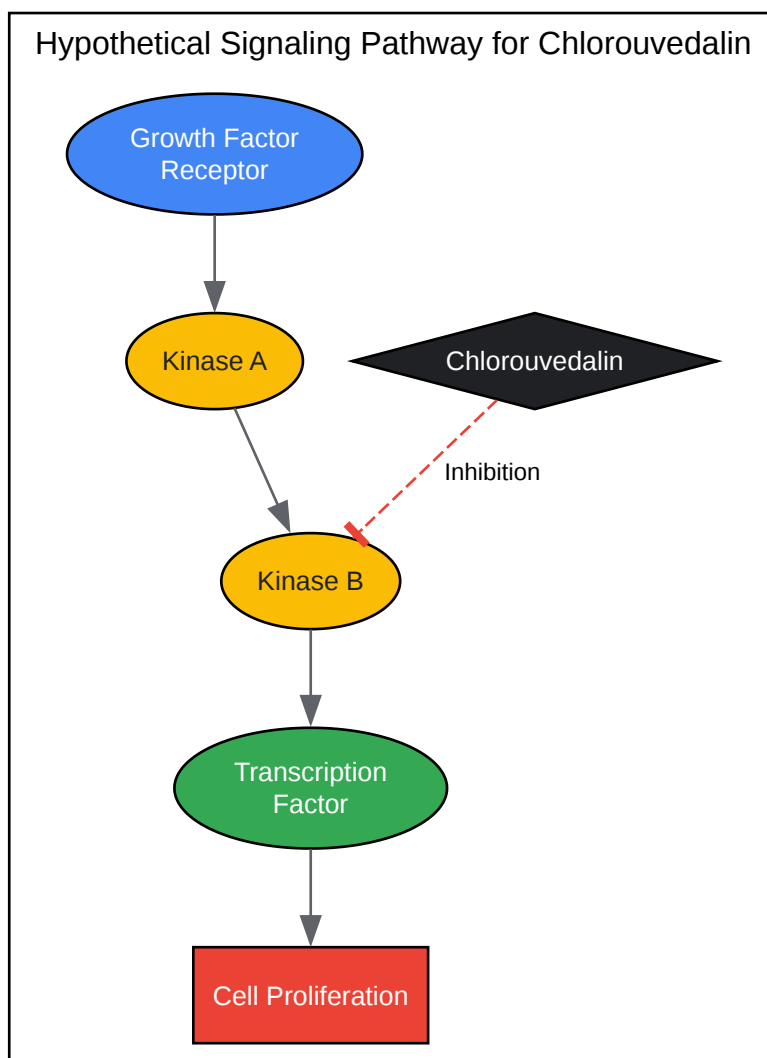 Hypothetical Signaling Pathway for Chlorouvedalin
Growth Factor
Receptor
Kinase A
Chlorouvedalin
Inhibition
Kinase B
Transcription
Factor
Cell Proliferation